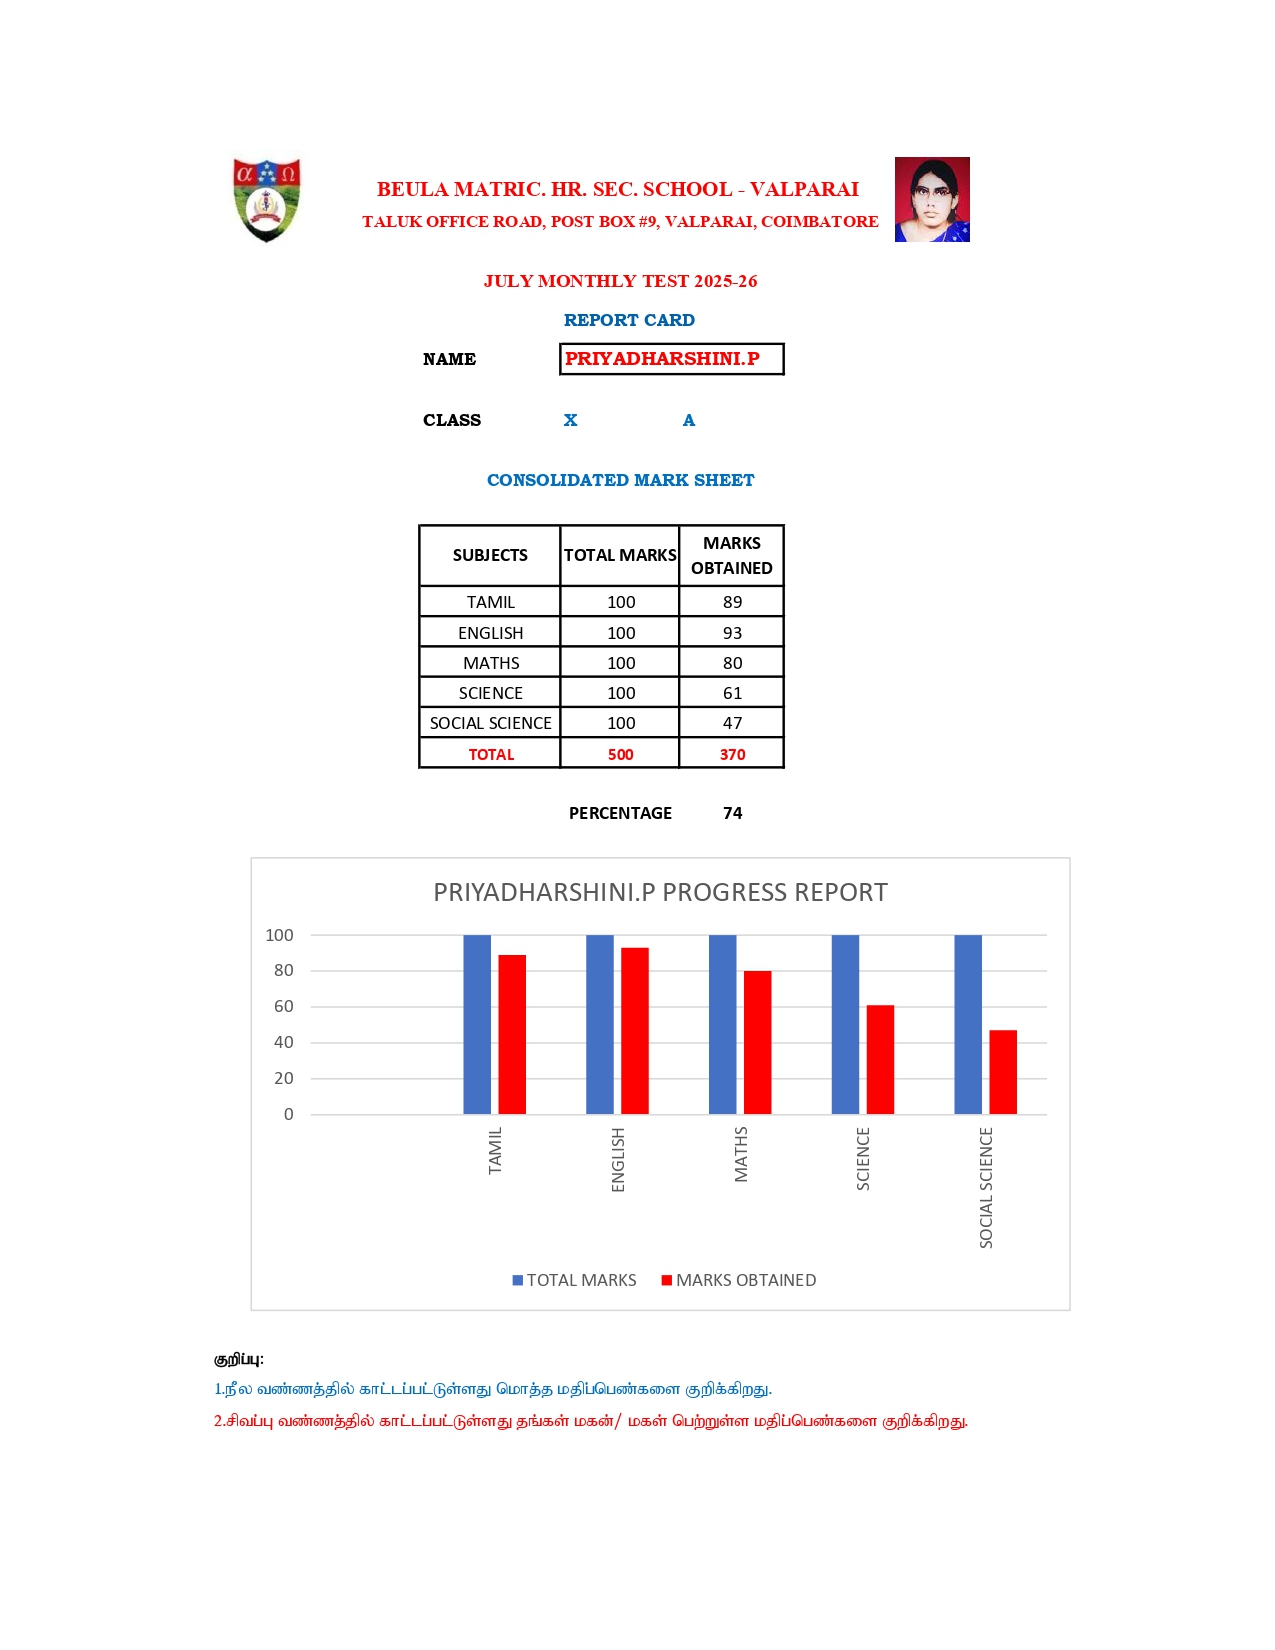 α Ω
BEULA MATRIC. HR. SEC. SCHOOL - VALPARAI
TALUK OFFICE ROAD, POST BOX #9, VALPARAI, COIMBATORE
JULY MONTHLY TEST 2025-26
REPORT CARD
NAME PRIYADHARSHINI.P
CLASS X A
CONSOLIDATED MARK SHEET
SUBJECTS TOTAL MARKS MARKS OBTAINED
TAMIL 100 89
ENGLISH 100 93
MATHS 100 80
SCIENCE 100 61
SOCIAL SCIENCE 100 47
TOTAL 500 370
PERCENTAGE 74
PRIYADHARSHINI.P PROGRESS REPORT
100
80
60
40
20
0
TAMIL ENGLISH MATHS SCIENCE SOCIAL SCIENCE
TOTAL MARKS MARKS OBTAINED
குறிப்பு:
1.நீல வண்ணத்தில் காட்டப்பட்டுள்ளது மொத்த மதிப்பெண்களை குறிக்கிறது.
2.சிவப்பு வண்ணத்தில் காட்டப்பட்டுள்ளது தங்கள் மகன்/ மகள் பெற்றுள்ள மதிப்பெண்களை குறிக்கிறது.